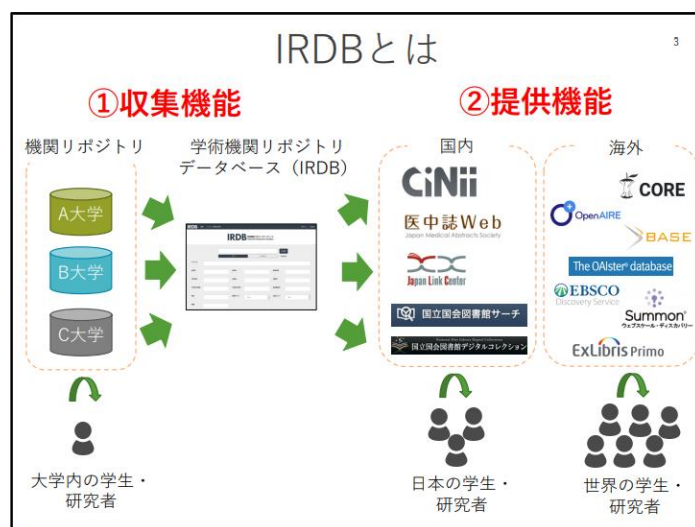 IRDBとは
3
①収集機能
②提供機能
機関リポジトリ
A大学
B大学
C大学
大学内の学生・
研究者
学術機関リポジトリ
データベース（IRDB）
IRDB
国内
CiNii
医中誌Web
Japan Medical Abstracts Society
Japan Link Center
国立国会図書館サーチ
国立国会図書館デジタルコレクション
日本の学生・
研究者
海外
CORE
OpenAIRE
BASE
The OAIster® database
EBSCO
Discovery Service
Summon
ウェブスケール・ディスカバリー
ExLibris Primo
世界の学生・
研究者